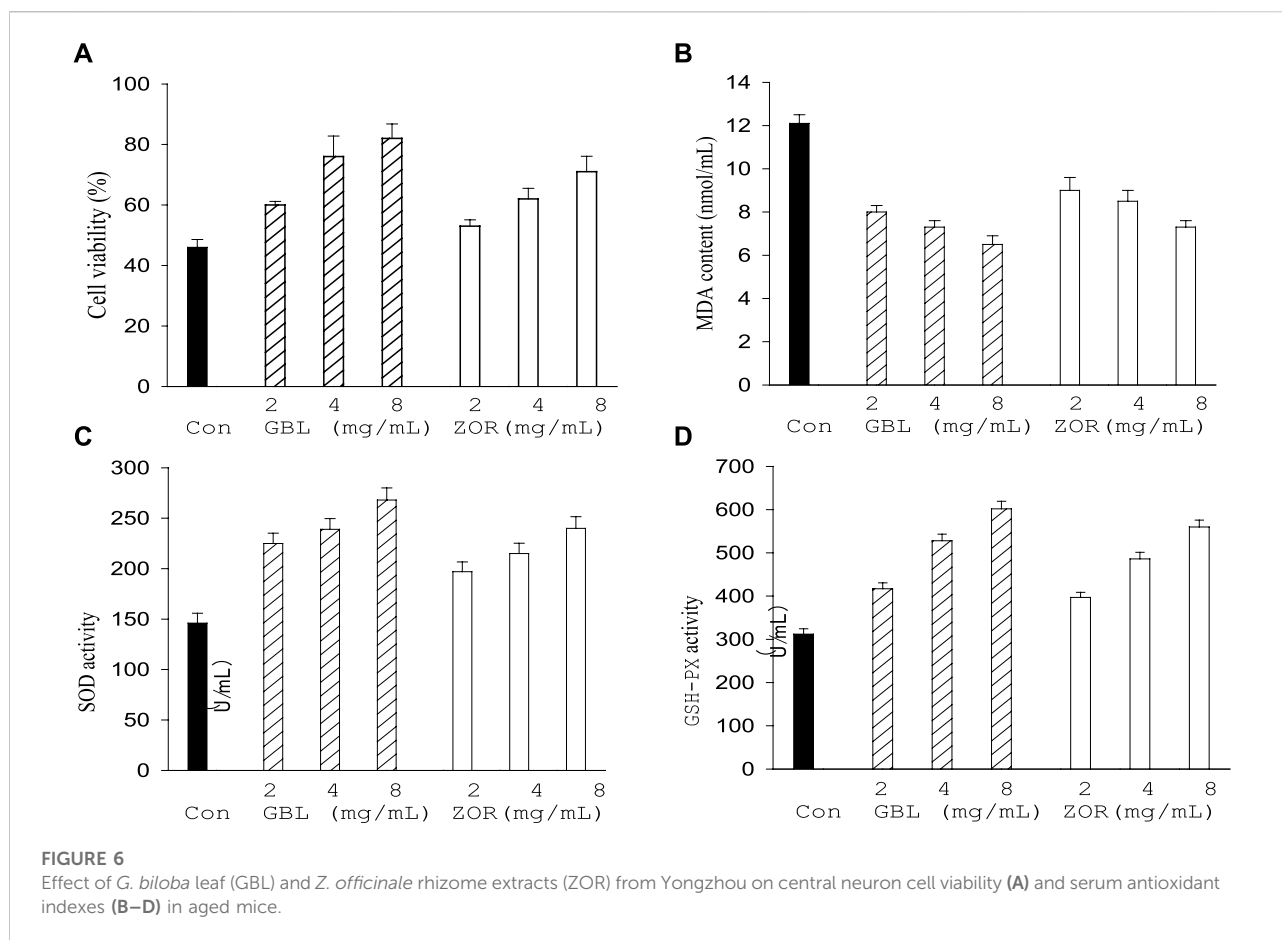 A
Cell viability (%)
100
80
60
40
20
0
2 4 8 2 4 8
Con GBL (mg/mL) ZOR(mg/mL)
B
MDA content (nmol/mL)
14
12
10
8
6
4
2
0
2 4 8 2 4 8
Con GBL (mg/mL) ZOR(mg/mL)
C
SOD activity
(U/mL)
300
250
200
150
100
50
0
2 4 8 2 4 8
Con GBL (mg/mL) ZOR(mg/mL)
D
GSH-PX activity
(U/mL)
700
600
500
400
300
200
100
0
2 4 8 2 4 8
Con GBL (mg/mL) ZOR(mg/mL)
FIGURE 6
Effect of G. biloba leaf (GBL) and Z. officinale rhizome extracts (ZOR) from Yongzhou on central neuron cell viability (A) and serum antioxidant
indexes (B–D) in aged mice.